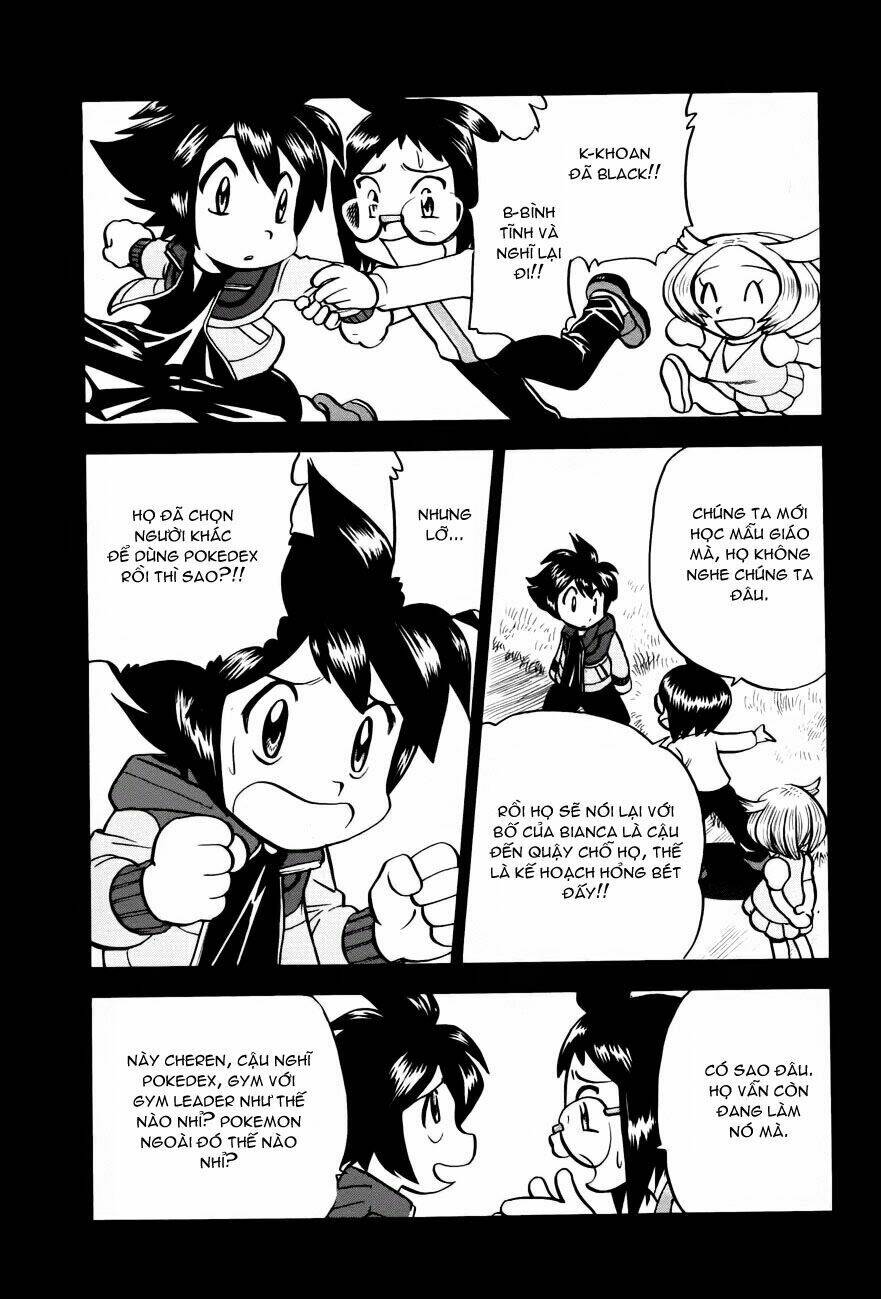 K-KHOAN
ĐÃ BLACK!!
B-BÌNH
TĨNH VÀ
NGHĨ LẠI
ĐI!!
CHÚNG TA MỚI
HỌC MẪU GIÁO
MÀ, HỌ KHÔNG
NGHE CHÚNG TA
ĐÂU.
RỒI HỌ SẼ NÓI LẠI VỚI
BỐ CỦA BIANCA LÀ CẬU
ĐẾN QUẬY CHỖ HỌ, THẾ
LÀ KẾ HOẠCH HỎNG BÉT
ĐẤY!!
NHƯNG
LỠ...
HỌ ĐÃ CHỌN
NGƯỜI KHÁC
ĐỂ DÙNG POKEDEX
RỒI THÌ SAO?!!
CÓ SAO ĐÂU.
HỌ VẪN CÒN
ĐANG LÀM
NÓ MÀ.
NÀY CHEREN, CẬU NGHĨ
POKEDEX, GYM VỚI
GYM LEADER NHƯ THẾ
NÀO NHỈ? POKEMON
NGOÀI ĐÓ THẾ NÀO
NHỈ?